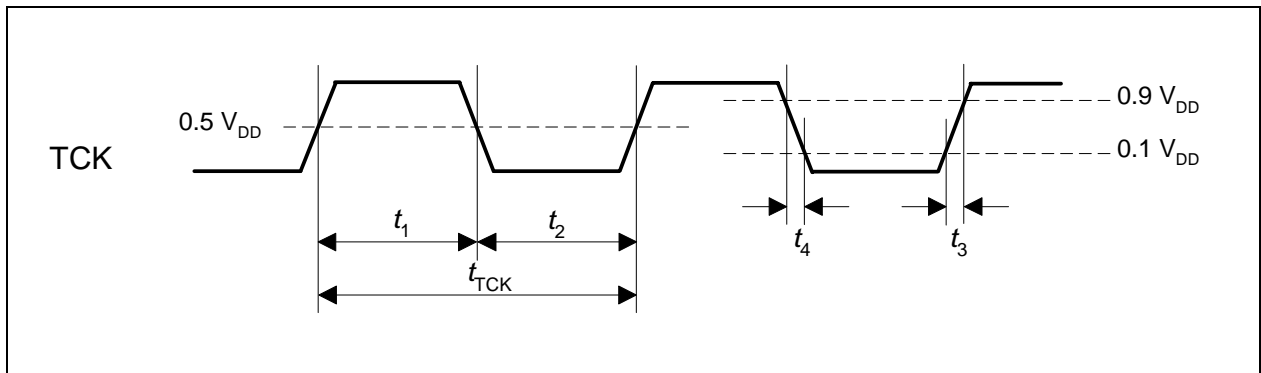 0.9 V_DD
0.5 V_DD
TCK
0.1 V_DD
t_1
t_2
t_4
t_3
t_TCK